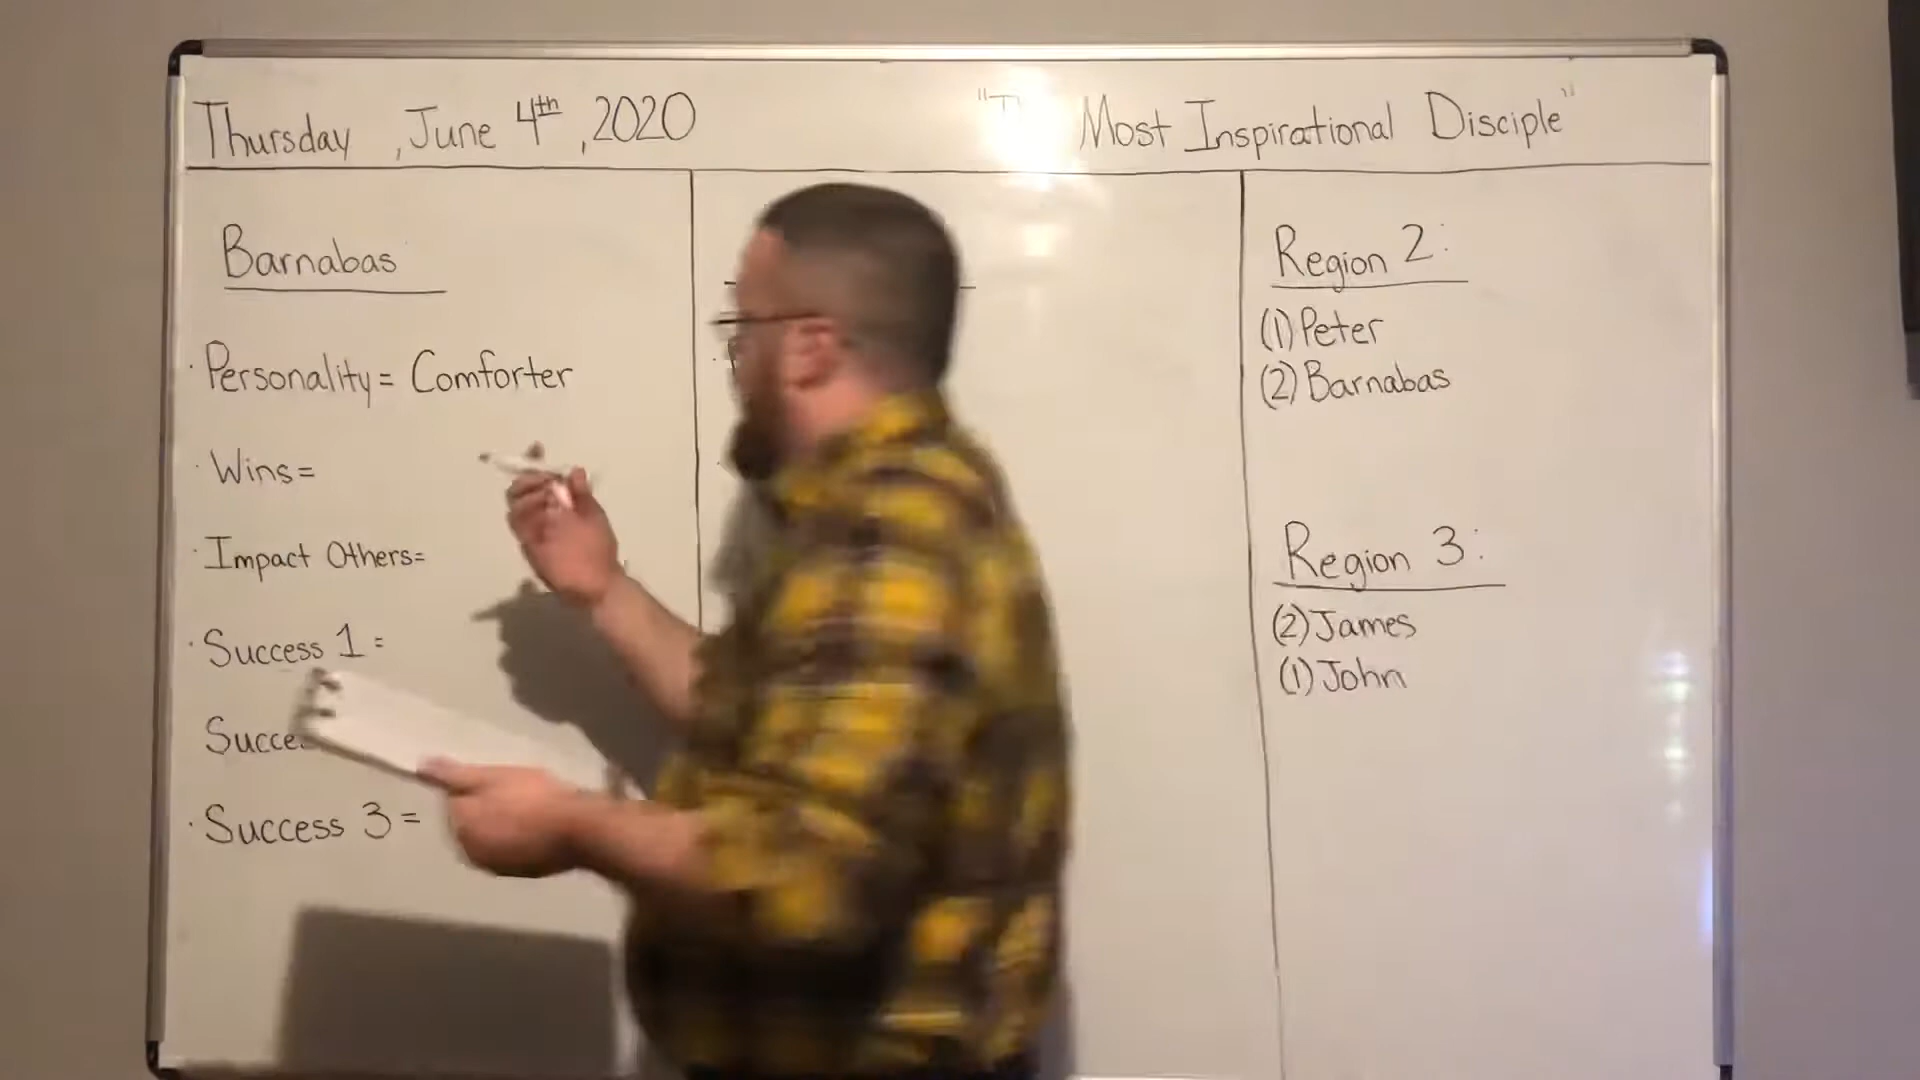 Thursday, June 4th, 2020
Most Inspirational Disciple"
Barnabas
· Personality = Comforter
· Wins =
· Impact Others=
· Success 1 =
· Success 3 =
Region 2:
(1) Peter
(2) Barnabas
Region 3:
(2) James
(1) John